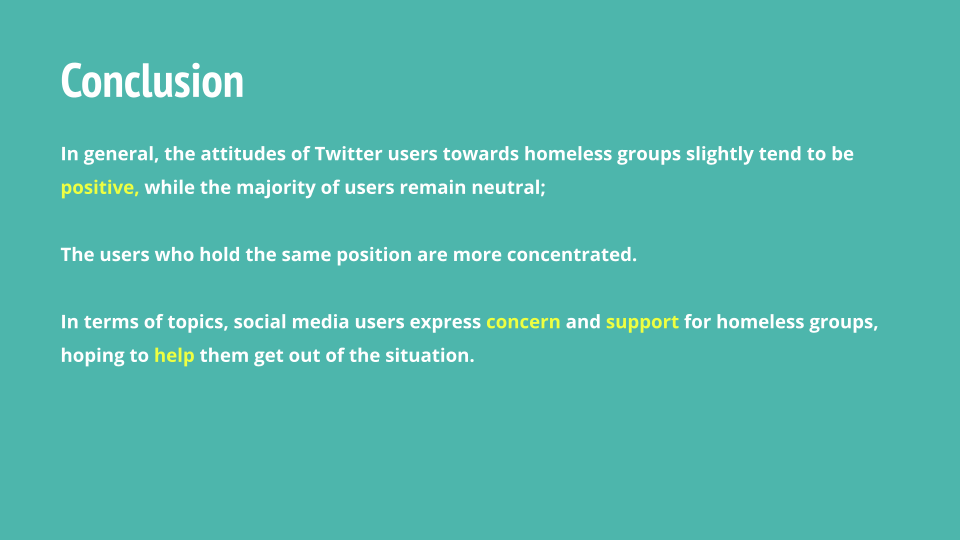 Conclusion
In general, the attitudes of Twitter users towards homeless groups slightly tend to be
positive, while the majority of users remain neutral;
The users who hold the same position are more concentrated.
In terms of topics, social media users express concern and support for homeless groups,
hoping to help them get out of the situation.